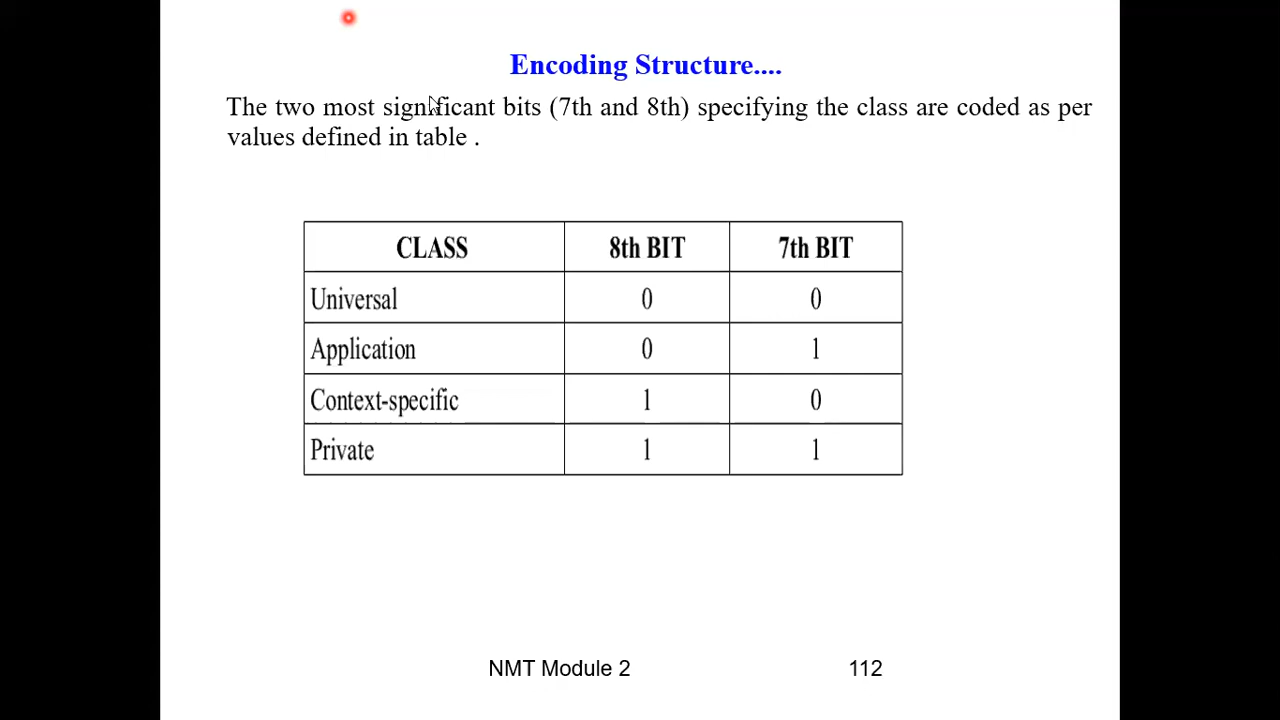 Encoding Structure....
The two most significant bits (7th and 8th) specifying the class are coded as per
values defined in table .
CLASS 8th BIT 7th BIT
Universal 0 0
Application 0 1
Context-specific 1 0
Private 1 1
NMT Module 2 112